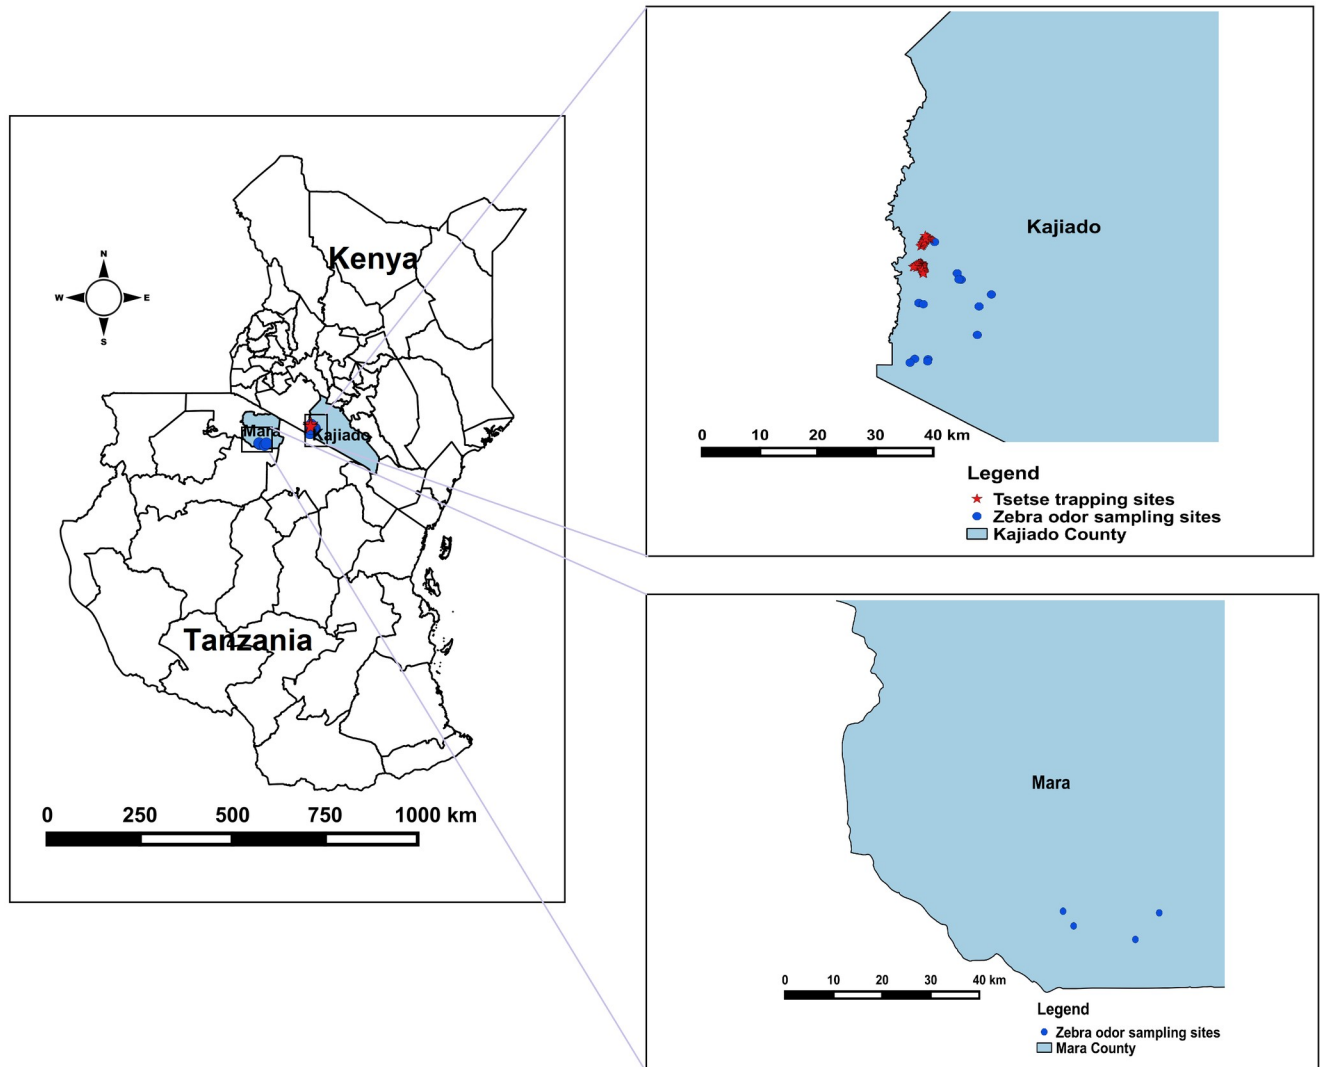 Kenya
N
W
E
S
Mara
Kajiado
Tanzania
0 250 500 750 1000 km
Kajiado
0 10 20 30 40 km
Legend
Tsetse trapping sites
Zebra odor sampling sites
Kajiado County
Mara
0 10 20 30 40 km
Legend
Zebra odor sampling sites
Mara County